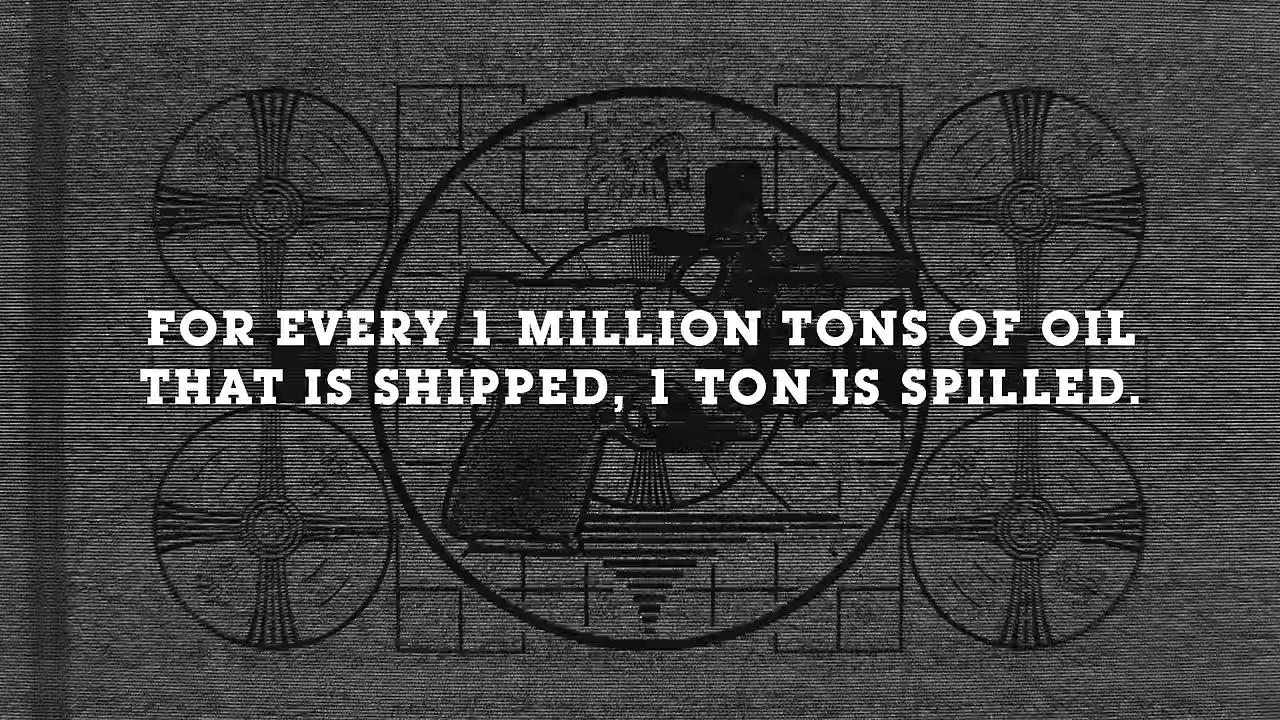 FOR EVERY 1 MILLION TONS OF OIL
THAT IS SHIPPED, 1 TON IS SPILLED.